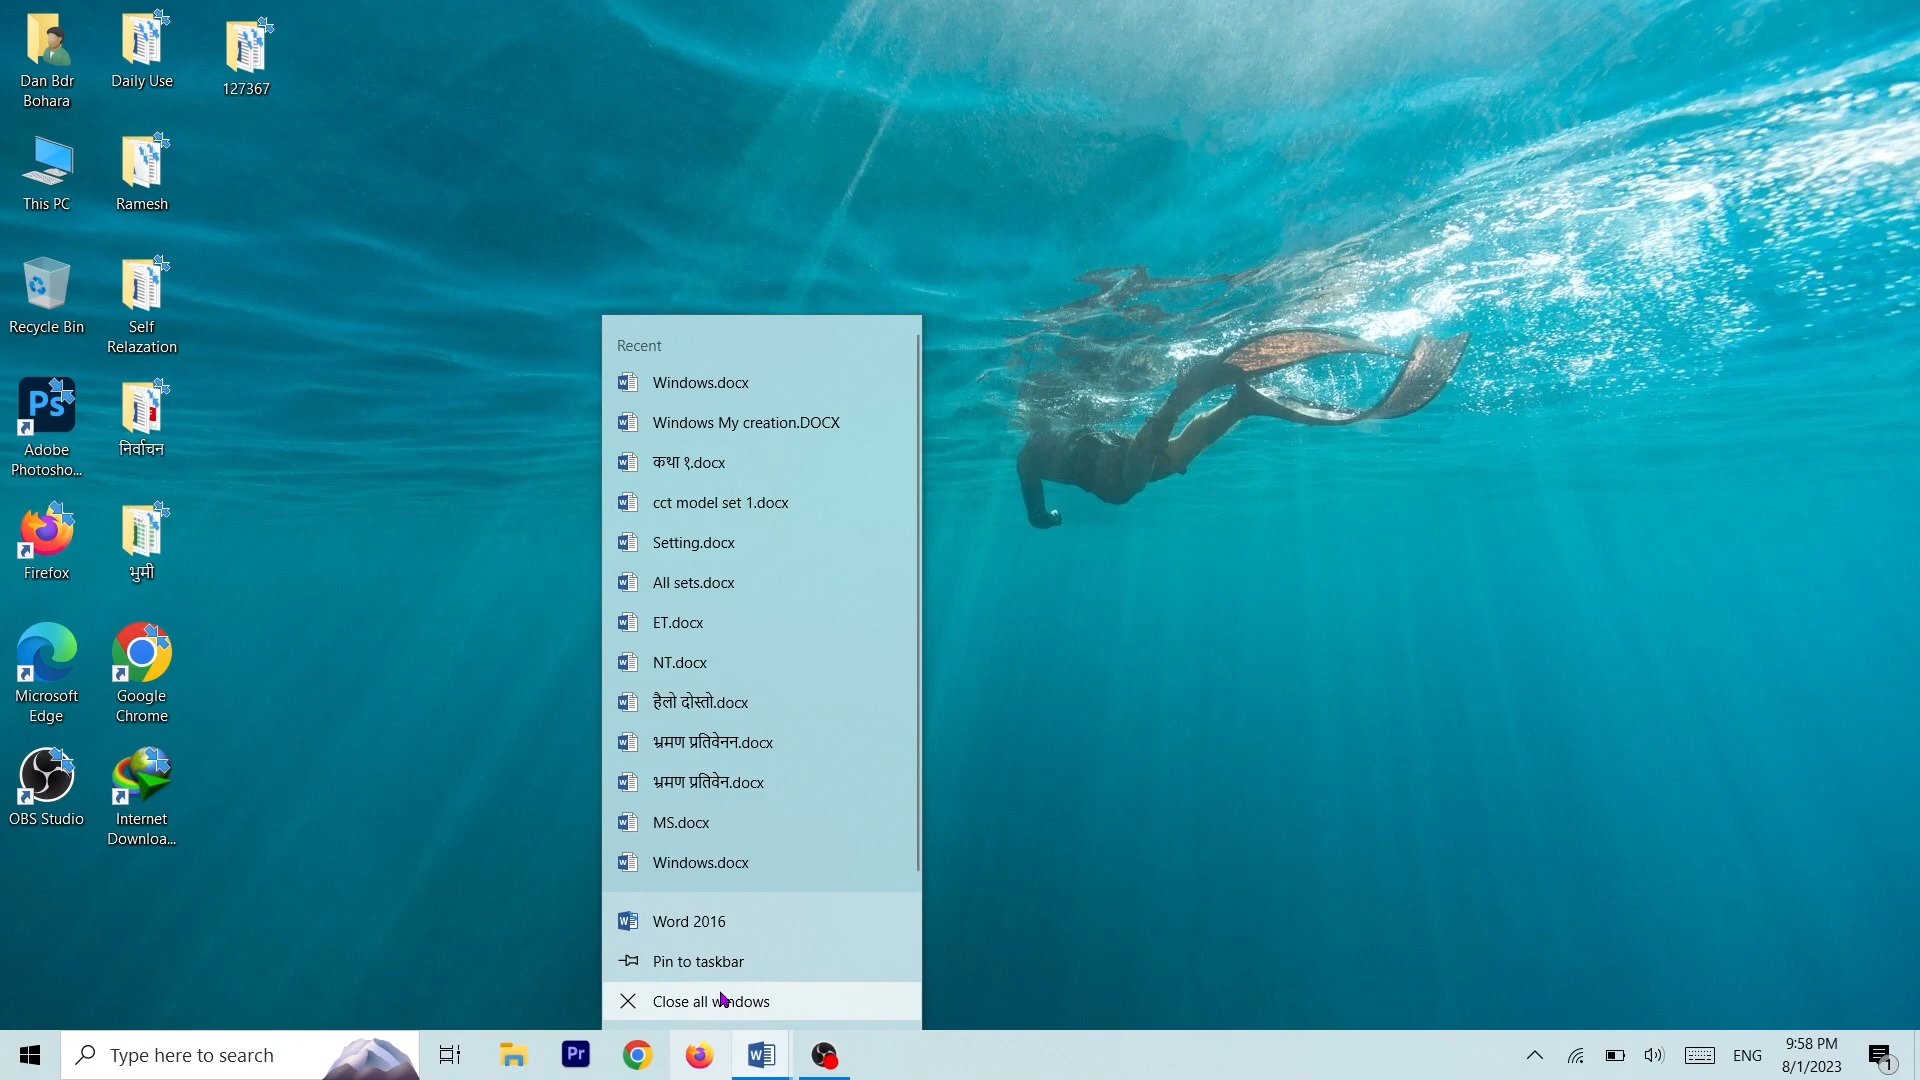 Dan Bdr
Bohara
Daily Use
127367
This PC
Ramesh
Recycle Bin
Self
Relazation
Ps
Adobe
Photosho...
निर्वाचन
Firefox
भुमी
Microsoft
Edge
Google
Chrome
OBS Studio
Internet
Downloa...
Recent
Windows.docx
Windows My creation.DOCX
कथा १.docx
cct model set 1.docx
Setting.docx
All sets.docx
ET.docx
NT.docx
हैलो दोस्तो.docx
भ्रमण प्रतिवेनन.docx
भ्रमण प्रतिवेन.docx
MS.docx
Windows.docx
Word 2016
Pin to taskbar
Close all windows
Type here to search
Pr
ENG
9:58 PM
8/1/2023
1